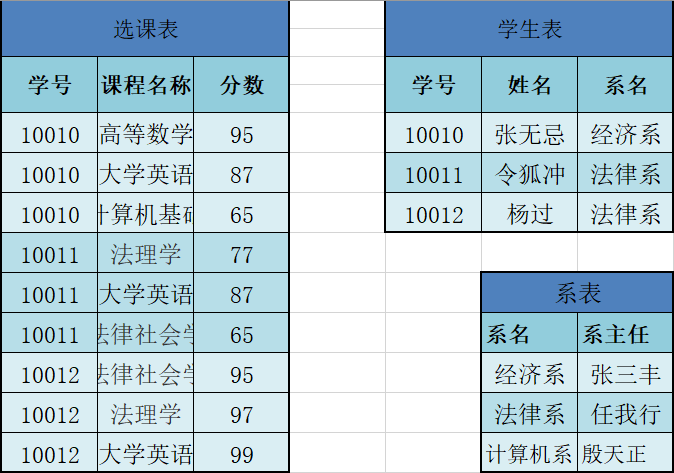 选课表
学号 课程名称 分数
10010 高等数学 95
10010 大学英语 87
10010 计算机基础 65
10011 法理学 77
10011 大学英语 87
10011 法律社会学 65
10012 法律社会学 95
10012 法理学 97
10012 大学英语 99
学生表
学号 姓名 系名
10010 张无忌 经济系
10011 令狐冲 法律系
10012 杨过 法律系
系表
系名 系主任
经济系 张三丰
法律系 任我行
计算机系 殷天正